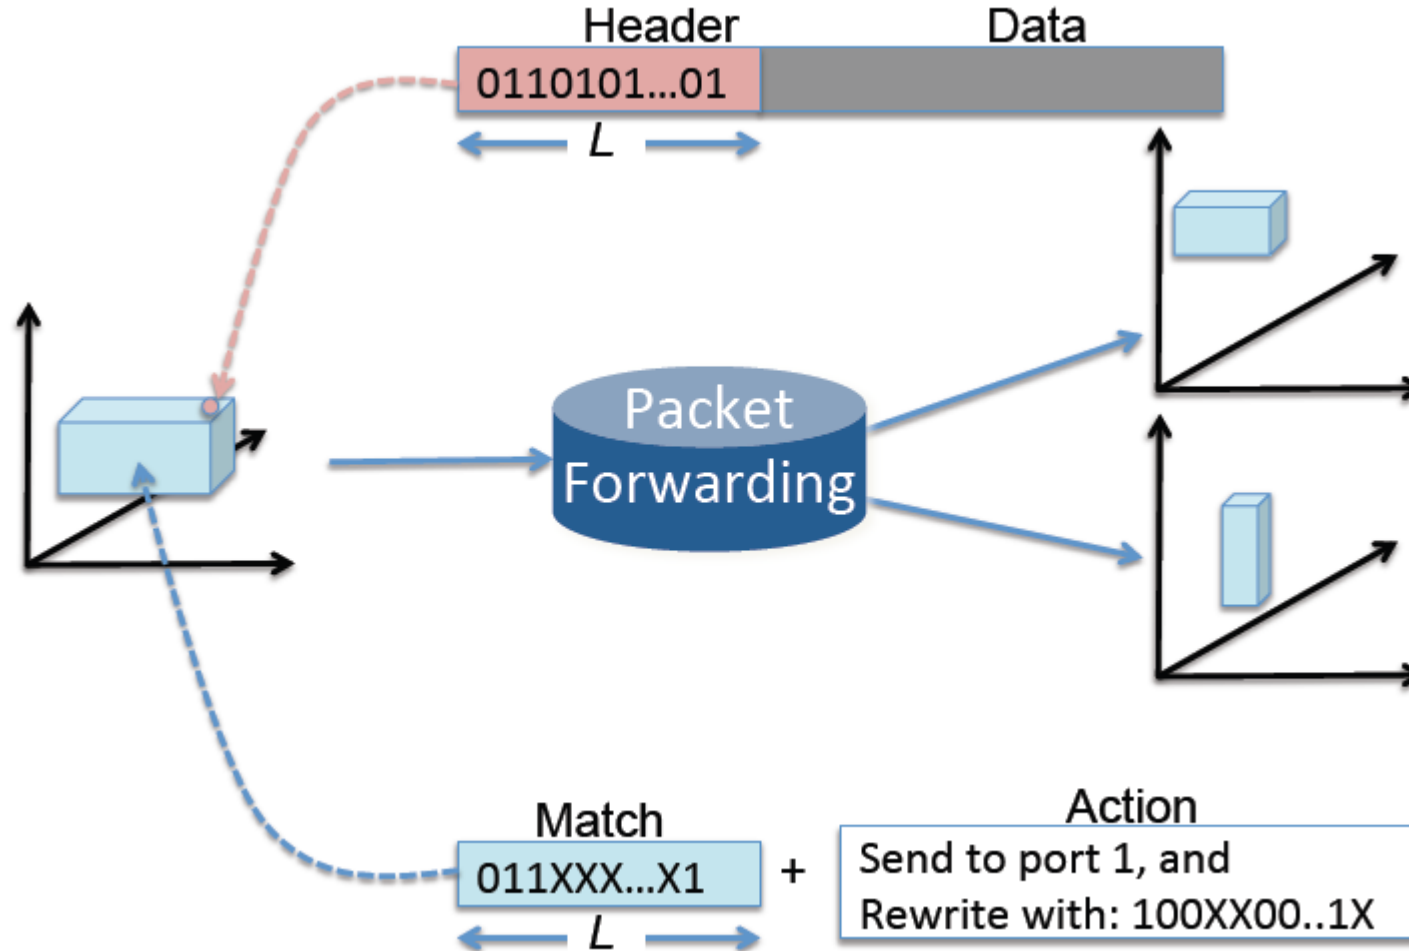 Header Data
0110101...01
L
Packet
Forwarding
Match
011XXX...X1
L
+
Action
Send to port 1, and
Rewrite with: 100XX00..1X